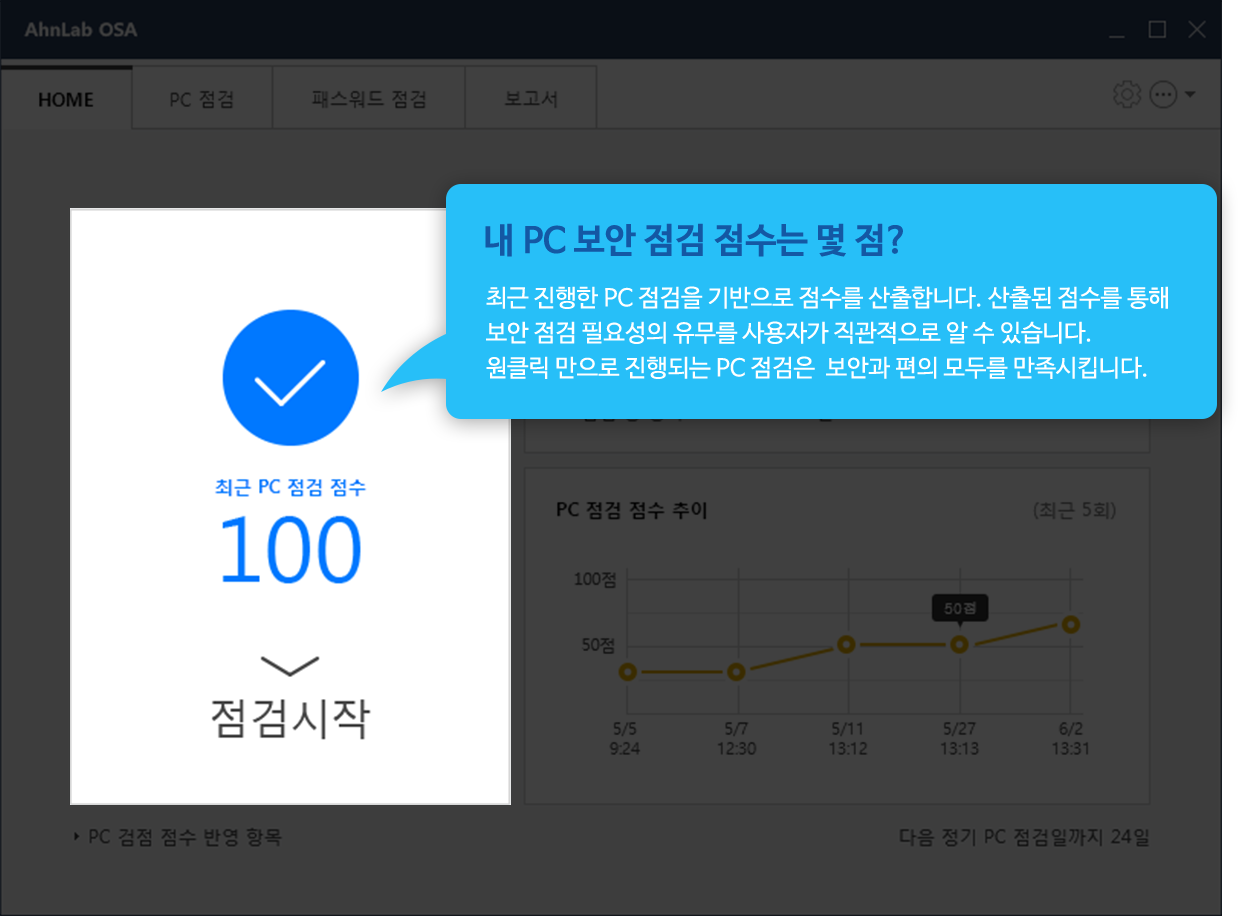 AhnLab OSA
HOME
PC 점검
패스워드 점검
보고서
내 PC 보안 점검 점수는 몇 점?
최근 진행한 PC 점검을 기반으로 점수를 산출합니다. 산출된 점수를 통해
보안 점검 필요성의 유무를 사용자가 직관적으로 알 수 있습니다.
원클릭 만으로 진행되는 PC 점검은 보안과 편의 모두를 만족시킵니다.
최근 PC 점검 점수
100
점검시작
PC 점검 점수 추이
(최근 5회)
100점
50점
50점
5/5
9:24
5/7
12:30
5/11
13:12
5/27
13:13
6/2
13:31
PC 검점 점수 반영 항목
다음 정기 PC 점검일까지 24일